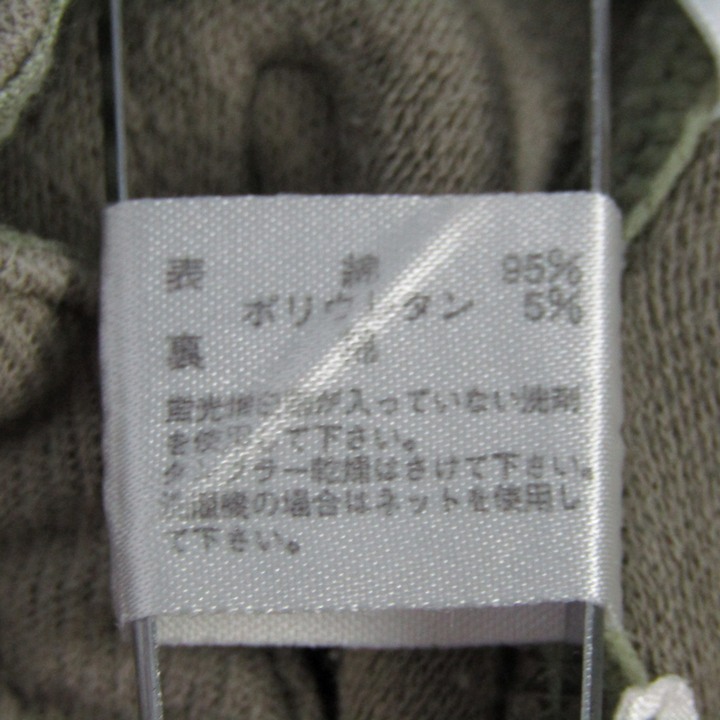 表 綿 95%
ポリウレタン 5%
裏 綿
蛍光増白剤が入っていない洗剤
を使用して下さい。
タンブラー乾燥はさけて下さい。
洗濯機の場合はネットを使用し
て下さい。